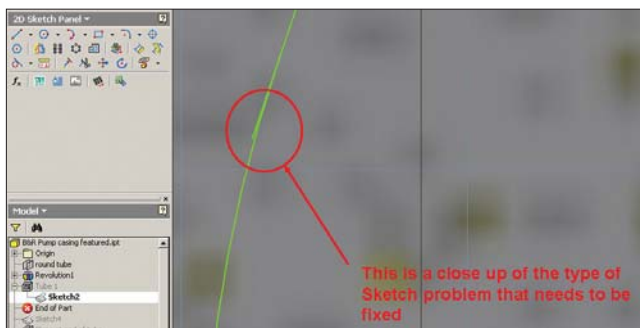 2D Sketch Panel
Model
B&R Pump casing featured.ipt
Origin
round tube
Revolution1
Tube 1
Sketch2
End of Part
Sketch4
This is a close up of the type of
Sketch problem that needs to be
fixed